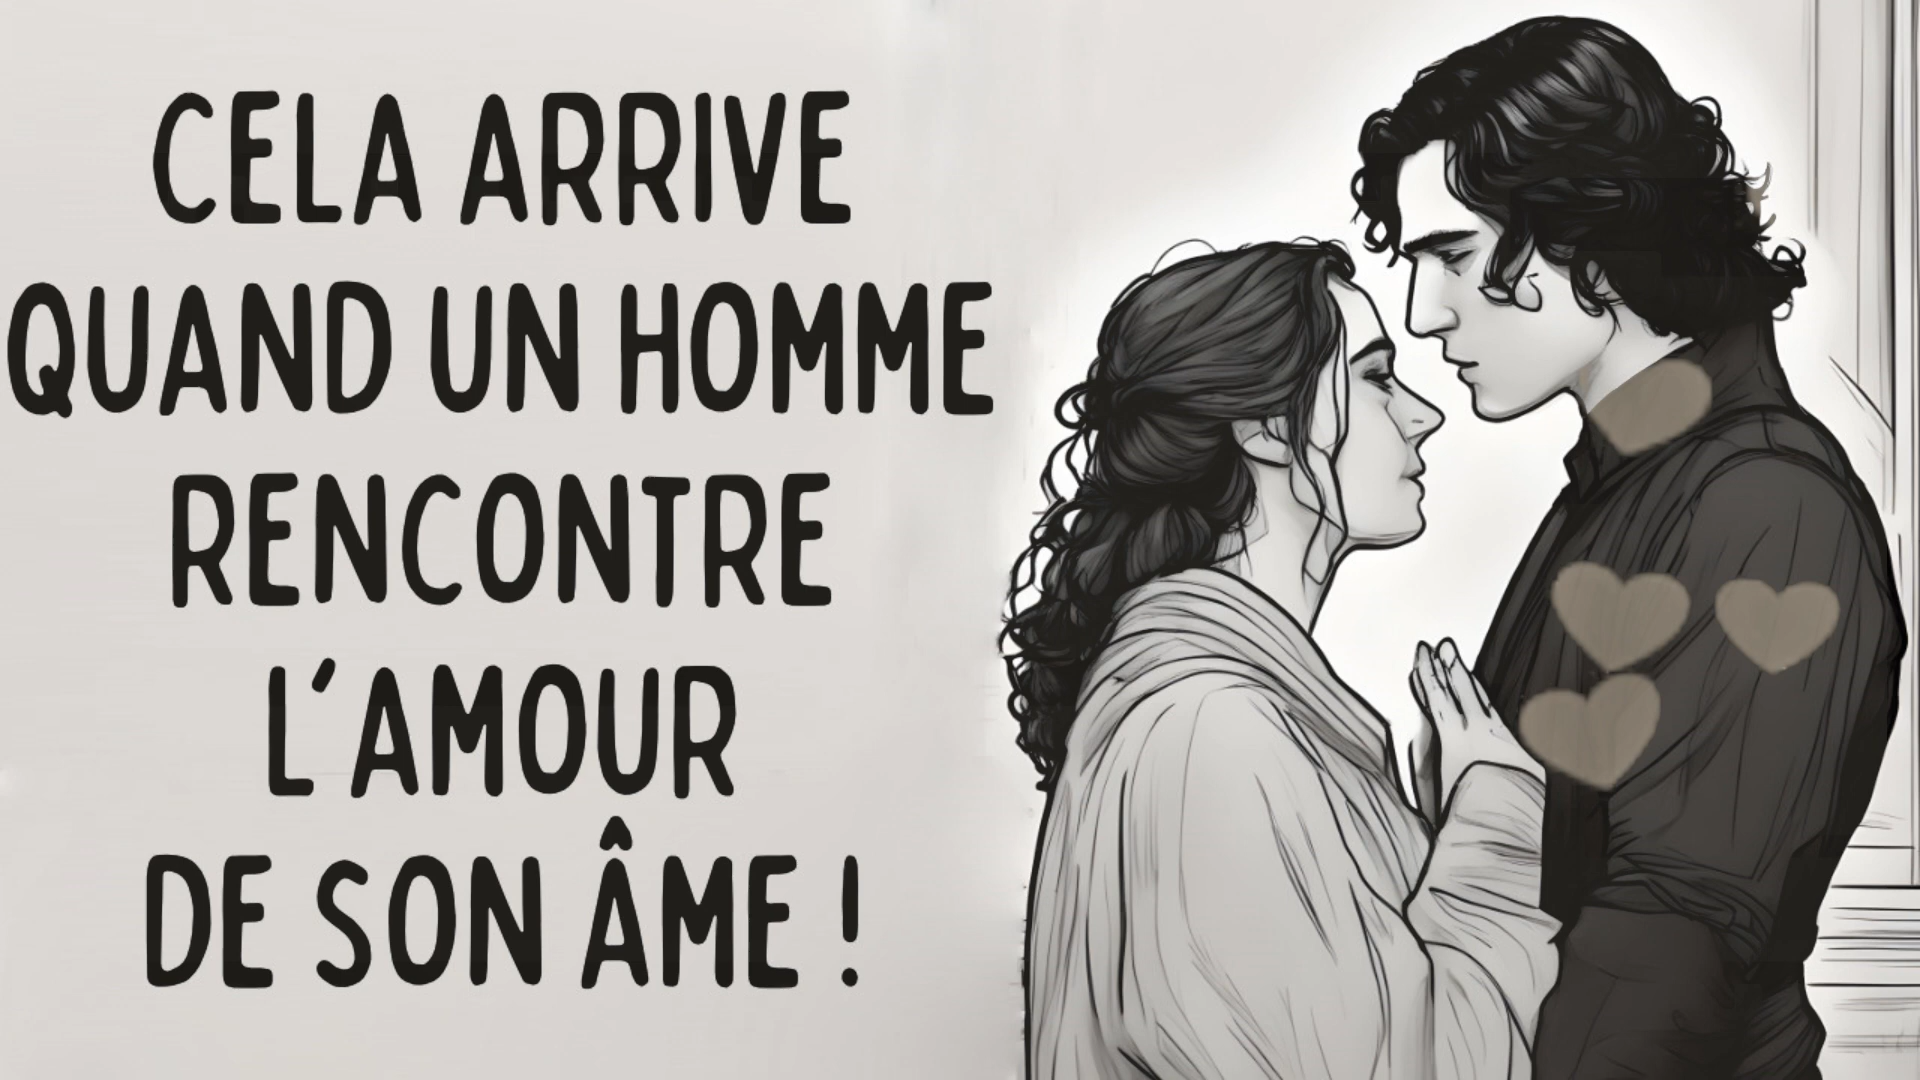 CELA ARRIVE
QUAND UN HOMME
RENCONTRE
L'AMOUR
DE SON ÂME !